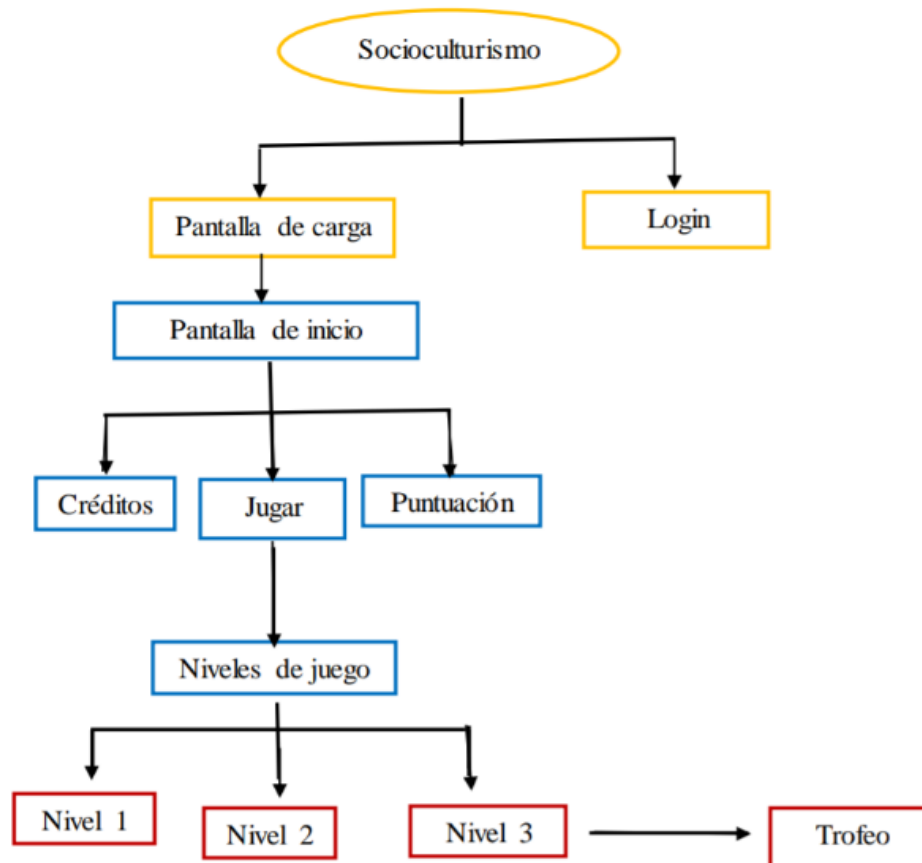 Socioculturismo
Pantalla de carga
Login
Pantalla de inicio
Créditos
Jugar
Puntuación
Niveles de juego
Nivel 1
Nivel 2
Nivel 3
Trofeo